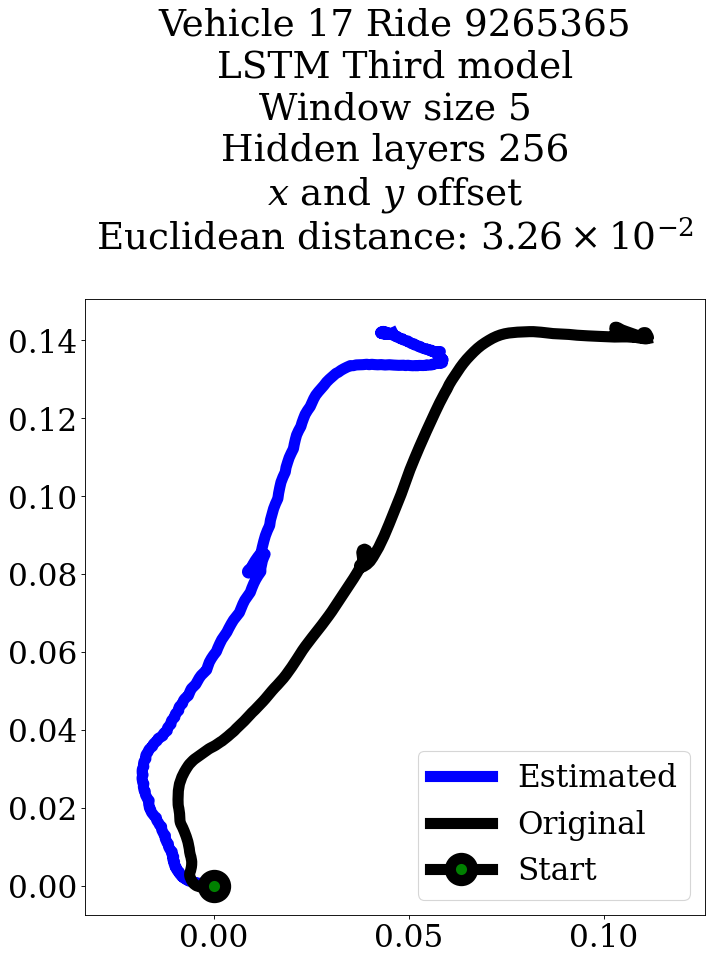 Vehicle 17 Ride 9265365
LSTM Third model
Window size 5
Hidden layers 256
x and y offset
Euclidean distance: 3.26 × 10⁻²
0.14
0.12
0.10
0.08
0.06
0.04
0.02
0.00
Estimated
Original
Start
0.00 0.05 0.10